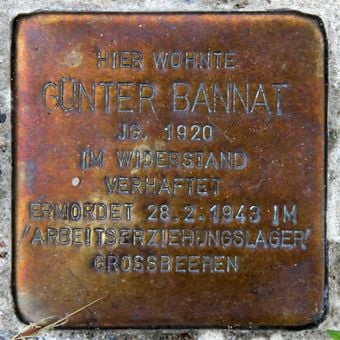 HIER WOHNTE
GÜNTER BANNAT
JG. 1920
IM WIDERSTAND
VERHAFTET
ERMORDET 28.2.1943 IM
'ARBEITSERZIEHUNGSLAGER'
GROSSBEEREN